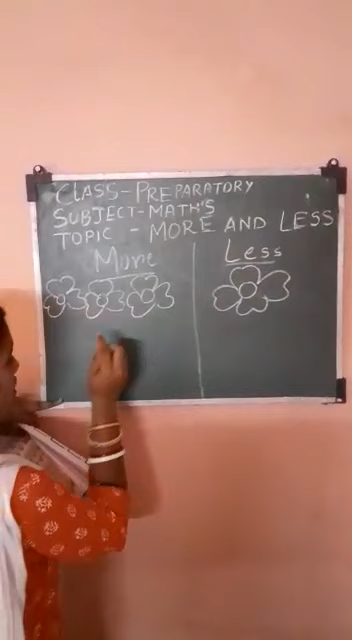 CLASS-PREPARATORY
SUBJECT-MATH'S
TOPIC - MORE AND LESS
More
Less